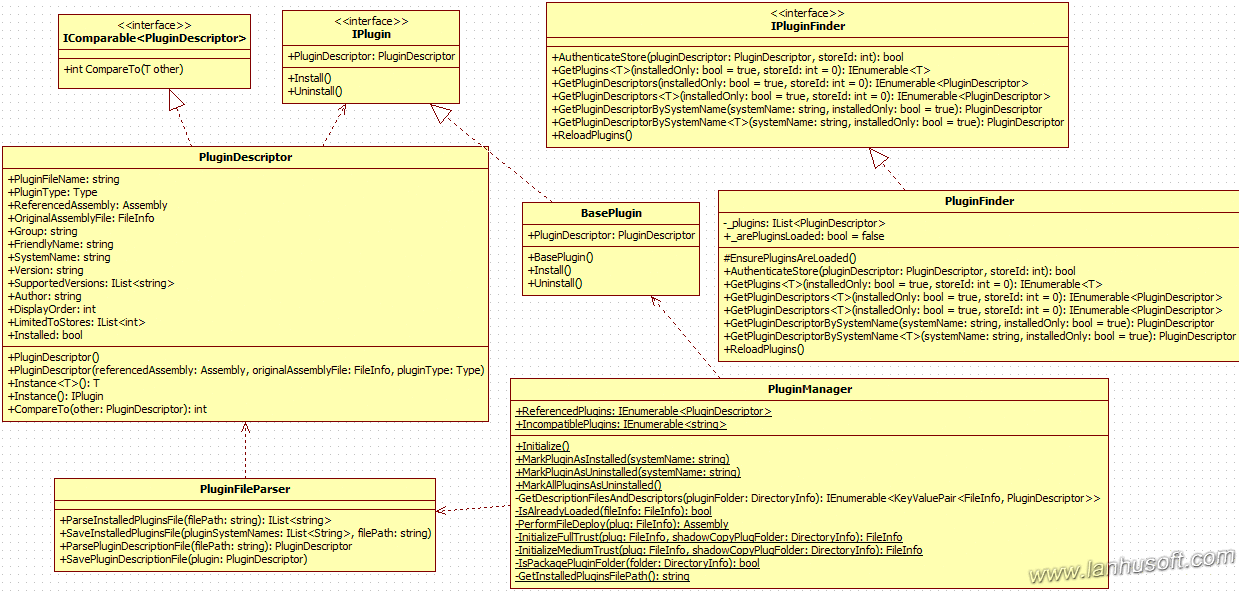 <<interface>>
IComparable<PluginDescriptor>
+int CompareTo(T other)
<<interface>>
IPlugin
+PluginDescriptor: PluginDescriptor
+Install()
+Uninstall()
<<interface>>
IPluginFinder
+AuthenticateStore(pluginDescriptor: PluginDescriptor, storeId: int): bool
+GetPlugins<T>(installedOnly: bool = true, storeId: int = 0): IEnumerable<T>
+GetPluginDescriptors(installedOnly: bool = true, storeId: int = 0): IEnumerable<PluginDescriptor>
+GetPluginDescriptors<T>(installedOnly: bool = true, storeId: int = 0): IEnumerable<PluginDescriptor>
+GetPluginDescriptorBySystemName(systemName: string, installedOnly: bool = true): PluginDescriptor
+GetPluginDescriptorBySystemName<T>(systemName: string, installedOnly: bool = true): PluginDescriptor
+ReloadPlugins()
PluginDescriptor
+PluginFileName: string
+PluginType: Type
+ReferencedAssembly: Assembly
+OriginalAssemblyFile: FileInfo
+Group: string
+FriendlyName: string
+SystemName: string
+Version: string
+SupportedVersions: IList<string>
+Author: string
+DisplayOrder: int
+LimitedToStores: IList<int>
+Installed: bool
+PluginDescriptor()
+PluginDescriptor(referencedAssembly: Assembly, originalAssemblyFile: FileInfo, pluginType: Type)
+Instance<T>(): T
+Instance(): IPlugin
+CompareTo(other: PluginDescriptor): int
BasePlugin
+PluginDescriptor: PluginDescriptor
+BasePlugin()
+Install()
+Uninstall()
PluginFinder
-_plugins: IList<PluginDescriptor>
+_arePluginsLoaded: bool = false
#EnsurePluginsAreLoaded()
+AuthenticateStore(pluginDescriptor: PluginDescriptor, storeId: int): bool
+GetPlugins<T>(installedOnly: bool = true, storeId: int = 0): IEnumerable<T>
+GetPluginDescriptors<T>(installedOnly: bool = true, storeId: int = 0): IEnumerable<PluginDescriptor>
+GetPluginDescriptors<T>(installedOnly: bool = true, storeId: int = 0): IEnumerable<PluginDescriptor>
+GetPluginDescriptorBySystemName(systemName: string, installedOnly: bool = true): PluginDescriptor
+GetPluginDescriptorBySystemName<T>(systemName: string, installedOnly: bool = true): PluginDescriptor
+ReloadPlugins()
PluginManager
+ReferencedPlugins: IEnumerable<PluginDescriptor>
+IncompatiblePlugins: IEnumerable<string>
+Initialize()
+MarkPluginAsInstalled(systemName: string)
+MarkPluginAsUninstalled(systemName: string)
+MarkAllPluginsAsUninstalled()
-GetDescriptionFilesAndDescriptors(pluginFolder: DirectoryInfo): IEnumerable<KeyValuePair<FileInfo, PluginDescriptor>>
-IsAlreadyLoaded(fileInfo: FileInfo): bool
-PerformFileDeploy(plug: FileInfo): Assembly
-InitializeFullTrust(plug: FileInfo, shadowCopyPlugFolder: DirectoryInfo): FileInfo
-InitializeMediumTrust(plug: FileInfo, shadowCopyPlugFolder: DirectoryInfo): FileInfo
-IsPackagePluginFolder(folder: DirectoryInfo): bool
-GetInstalledPluginsFilePath(): string
PluginFileParser
+ParseInstalledPluginsFile(filePath: string): IList<string>
+SaveInstalledPluginsFile(pluginSystemNames: IList<String>, filePath: string)
+ParsePluginDescriptionFile(filePath: string): PluginDescriptor
+SavePluginDescriptionFile(plugin: PluginDescriptor)
www.lanhusoft.com